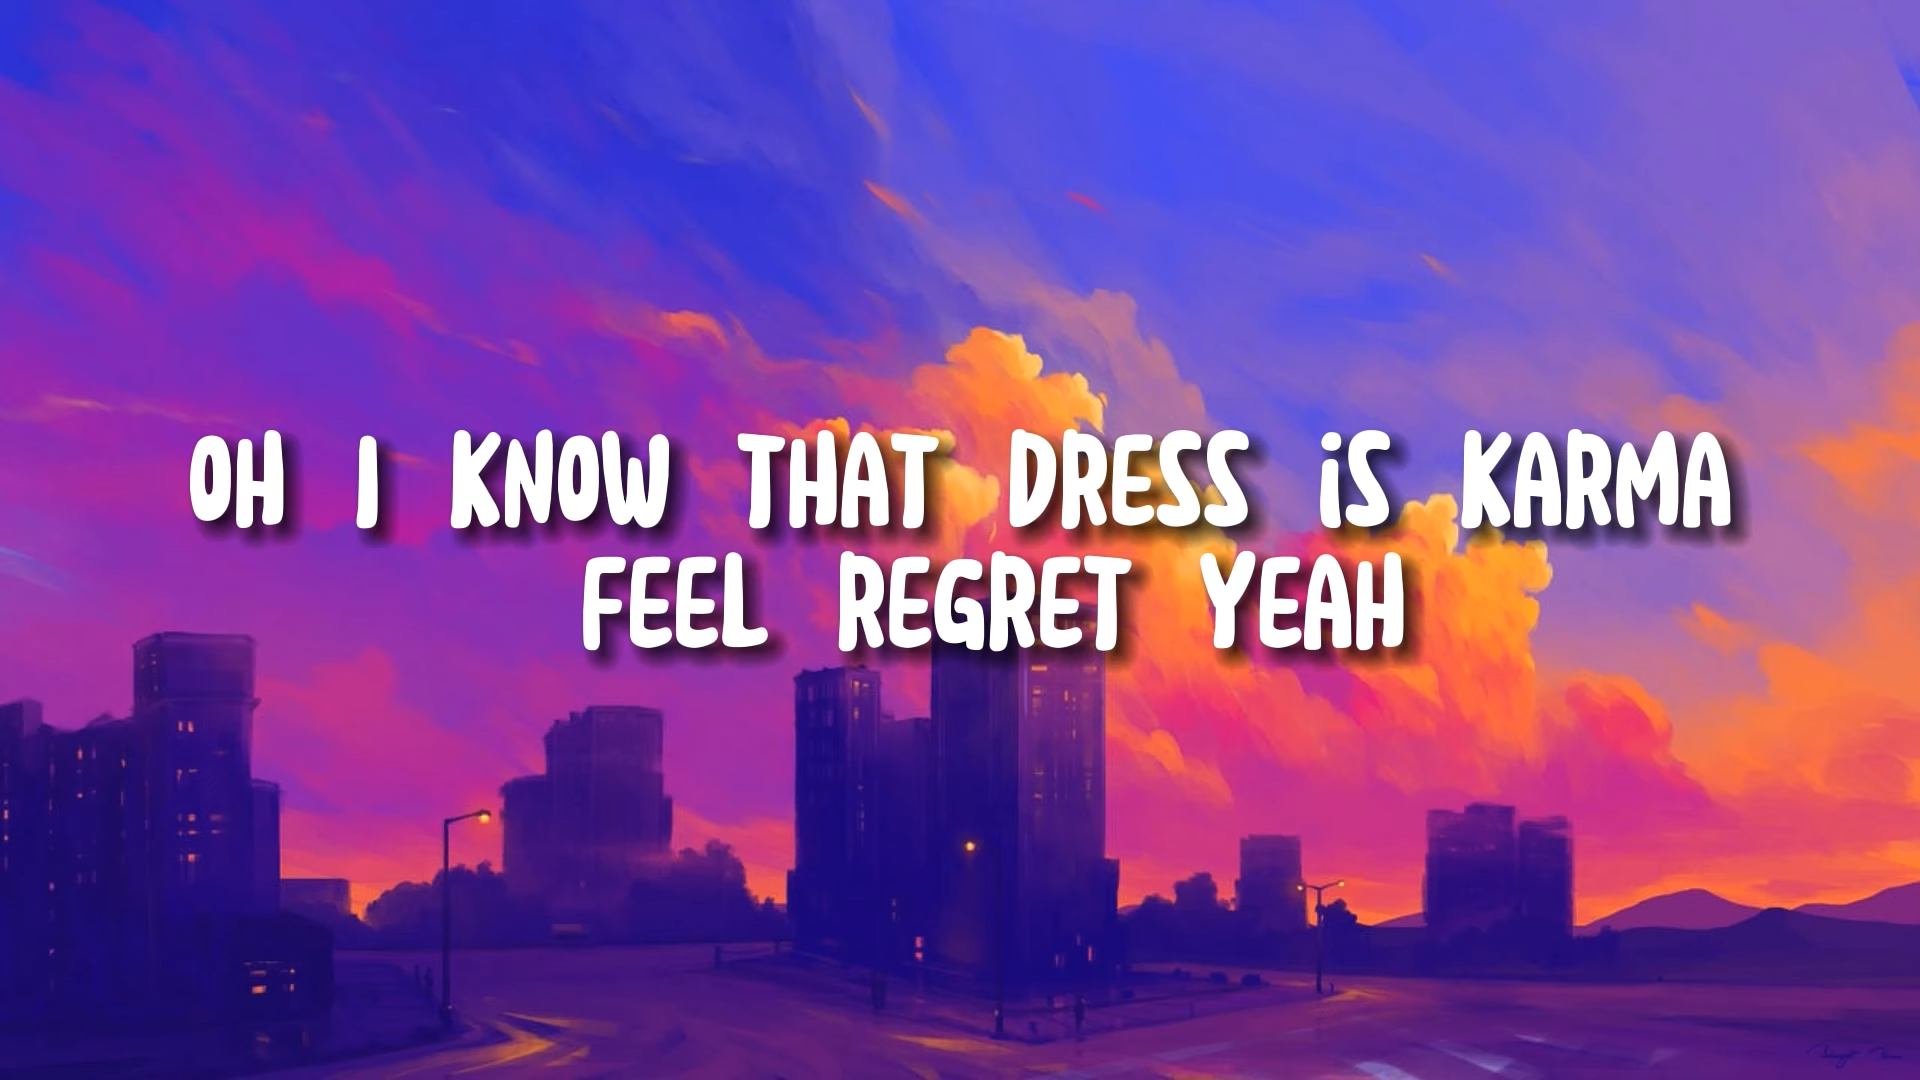 OH I KNOW THAT DRESS iS KARMA
FEEL REGRET YEAH